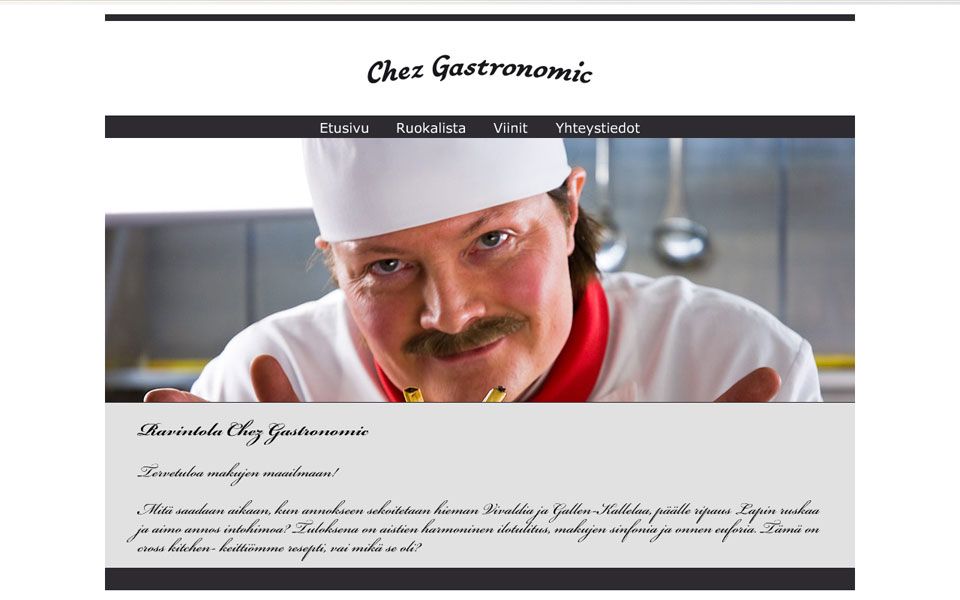 Chez Gastronomic
Etusivu Ruokalista Viinit Yhteystiedot
Ravintola Chez Gastronomic
Tervetuloa makujen maailmaan!
Mitä saadaan aikaan, kun annokseen sekoitetaan hieman Vivaldia ja Gallen-Kallelaa, päälle ripaus Lapin ruskaa
ja aimo annos intohimoa? Tuloksena on aistien harmoninen ilotulitus, makujen sinfonia ja onnen euforia. Tämä on
cross kitchen- keittiömme resepti, vai mikä se oli?